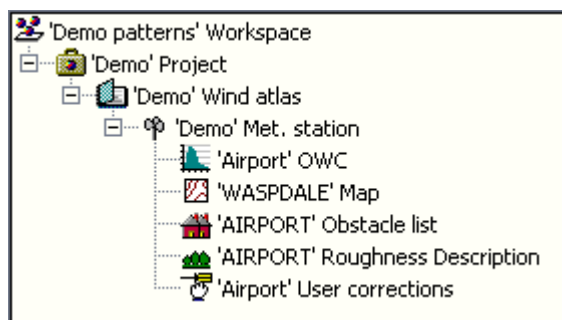 'Demo patterns' Workspace
'Demo' Project
'Demo' Wind atlas
'Demo' Met. station
'Airport' OWC
'WASPDALE' Map
'AIRPORT' Obstacle list
'AIRPORT' Roughness Description
'Airport' User corrections